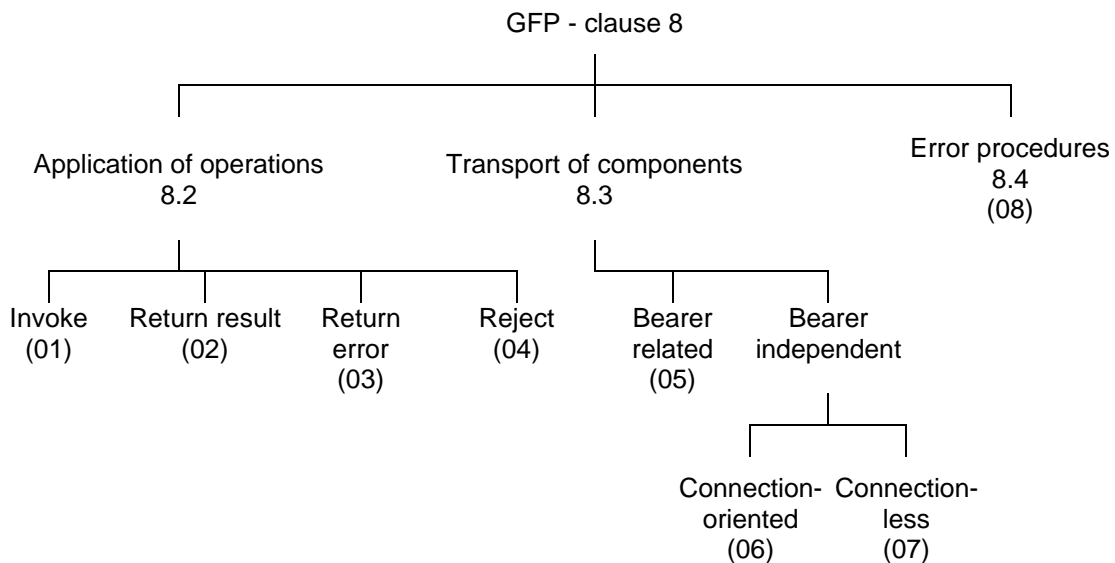 GFP - clause 8
Application of operations
8.2
Transport of components
8.3
Error procedures
8.4
(08)
Invoke
(01)
Return result
(02)
Return
error
(03)
Reject
(04)
Bearer
related
(05)
Bearer
independent
Connection-
oriented
(06)
Connection-
less
(07)